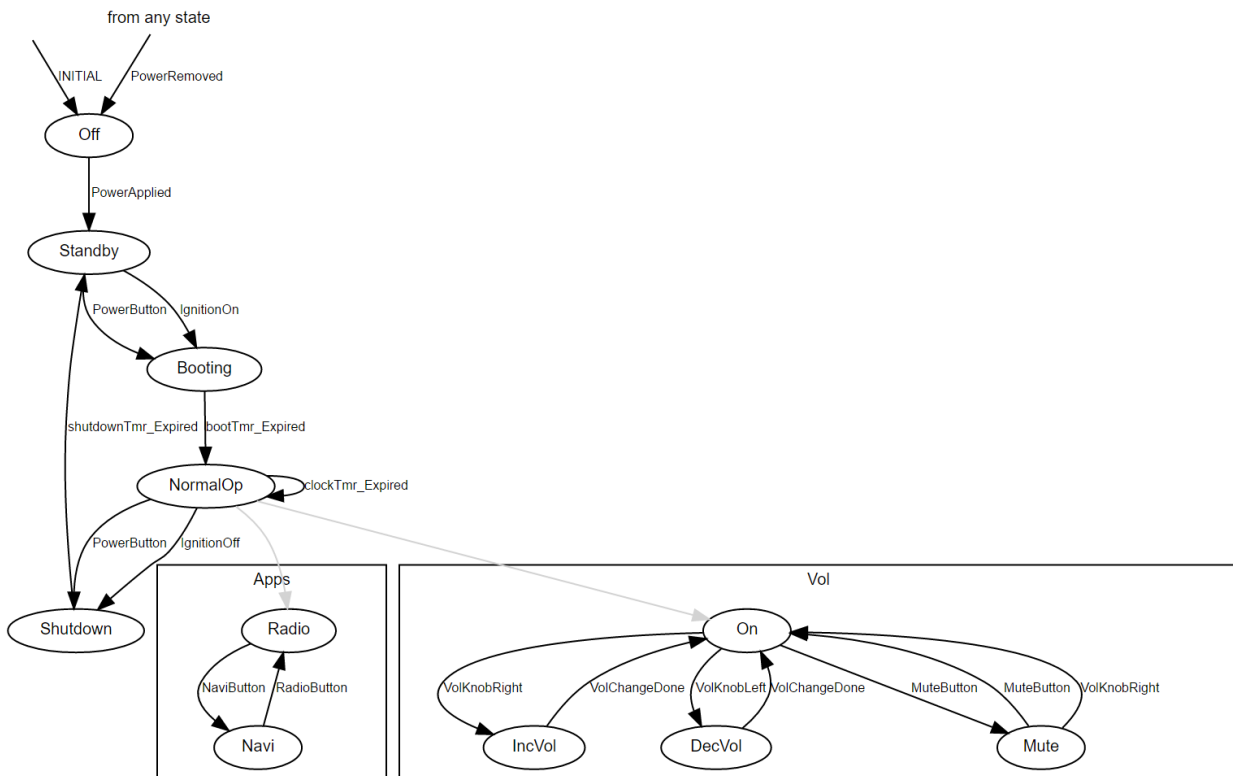 from any state
INITIAL
PowerRemoved
Off
PowerApplied
Standby
PowerButton
IgnitionOn
Booting
shutdownTmr_Expired
bootTmr_Expired
NormalOp
clockTmr_Expired
PowerButton
IgnitionOff
Apps
Vol
Shutdown
Radio
On
NaviButton
RadioButton
VolKnobRight
VolChangeDone
VolKnobLeft
VolChangeDone
MuteButton
MuteButton
VolKnobRight
Navi
IncVol
DecVol
Mute